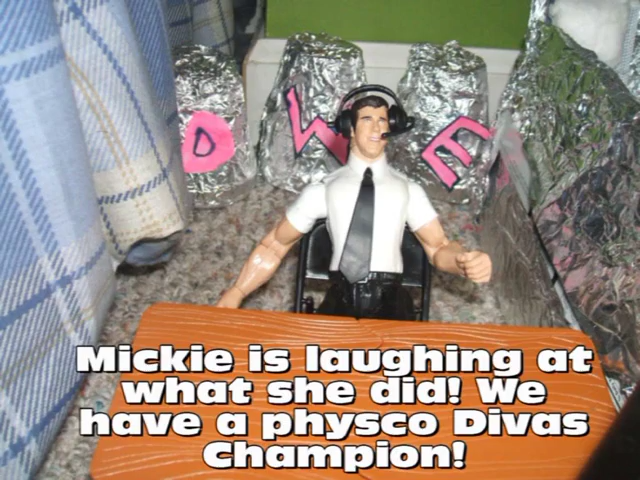 D W E
Mickie is laughing at
what she did! We
have a physco Divas
Champion!